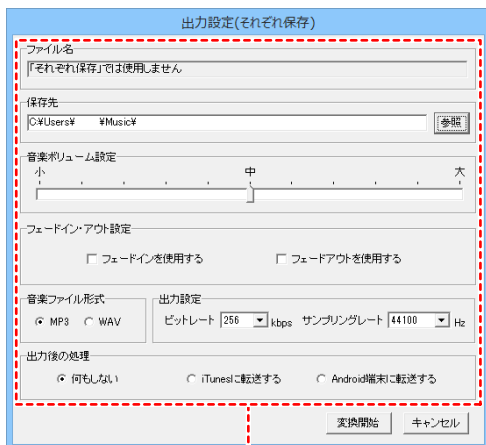 出力設定(それぞれ保存)
ファイル名
「それぞれ保存」では使用しません
保存先
C:¥Users¥ ¥Music¥ 参照
音楽ボリューム設定
小 中 大
フェードイン・アウト設定
フェードインを使用する フェードアウトを使用する
音楽ファイル形式 出力設定
MP3 WAV ビットレート 256 kbps サンプリングレート 44100 Hz
出力後の処理
何もしない iTunesに転送する Android端末に転送する
変換開始 キャンセル